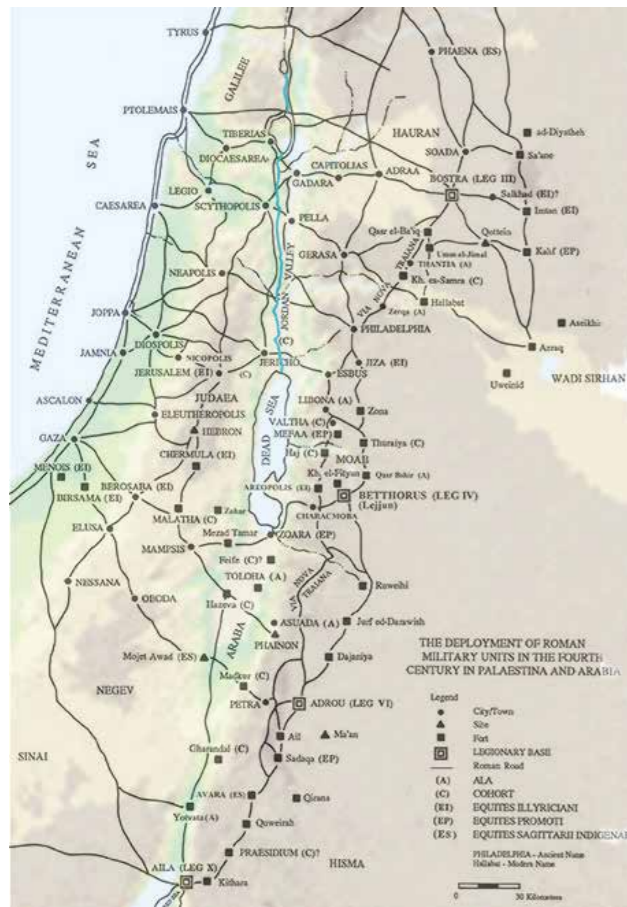 TYRUS
PHAENA (ES)
GALILEE
PTOLEMAIS
TIBERIAS
HAURAN
ad-Diyatheh
DIOCAESAREA
CAPITOLIAS
SOADA
Sa'ane
GADARA
ADRAA
BOSTRA (LEG III)
LEGIO
Salkhad (EI)?
CAESAREA
SCYTHOPOLIS
Imtan (EI)
PELLA
Qasr el-Ba'iq
Qottein
MEDITERRANEAN SEA
GERASA
Umm el-Jimal
Kahf (EP)
THANTIA (A)
NEAPOLIS
JORDAN VALLEY
VIA NOVA TRAIANA
Kh. es-Samra (C)
Zerqa (A)
Hallabat
JOPPA
PHILADELPHIA
Aseikhin
DIOSPOLIS
(C)
Azraq
JAMNIA
NICOPOLIS
JERICHO
JIZA (EI)
JERUSALEM (EI)
(C)
ESBUS
Uweinid
WADI SIRHAN
ASCALON
JUDAEA
LIBONA (A)
Zona
ELEUTHEROPOLIS
VALTHA (C)
HEBRON
DEAD SEA
MEFAA (EP)
GAZA
Thuraiya (C)
CHERMULA (EI)
Haj (C)
MOAB
MENOIS (EI)
Kh. el-Fityan
Qasr Bshir (A)
BEROSABA (EI)
AREOPOLIS (EI)
BIRSAMA (EI)
BETTHORUS (LEG IV)
(Lejjun)
MALATHA (C)
Zohar
CHARACMOBA
ELUSA
Mezad Tamar
ZOARA (EP)
MAMPSIS
Feife (C)?
VIA NOVA TRAIANA
NESSANA
TOLOHA (A)
Ruweihi
OBODA
Hazeva (C)
ARABA
ASUADA (A)
Jurf ed-Darawish
PHAINON
THE DEPLOYMENT OF ROMAN
MILITARY UNITS IN THE FOURTH
CENTURY IN PALAESTINA AND ARABIA
Mojet Awad (ES)
Dajaniya
NEGEV
Madkur (C)
Legend
PETRA
ADROU (LEG VI)
City/Town
Site
Fort
LEGIONARY BASE
Roman Road
Ail
Ma'an
SINAI
Gharandal (C)
Sadaqa (EP)
(A) ALA
(C) COHORT
(EI) EQUITES ILLYRICIANI
(EP) EQUITES PROMOTI
(ES) EQUITES SAGITTARII INDIGENAE
AVARA (ES)
Qirana
Yotvata (A)
Quweirah
PHILADELPHIA - Ancient Name
Hallabat - Modern Name
PRAESIDIUM (C)?
HISMA
AILA (LEG X)
Kithara
0 30 Kilometers